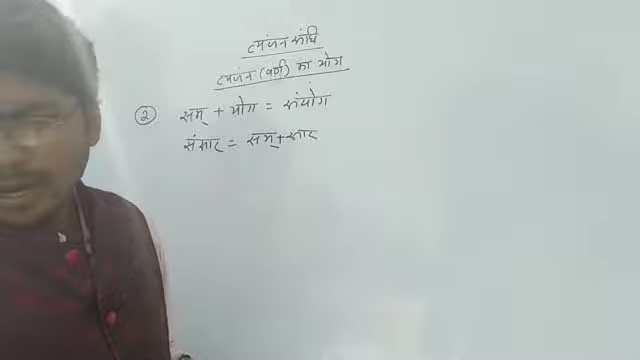 व्यंजन संधि
व्यंजन (वर्ण) का योग
② सम् + योग = संयोग
संसार = सम् + सार